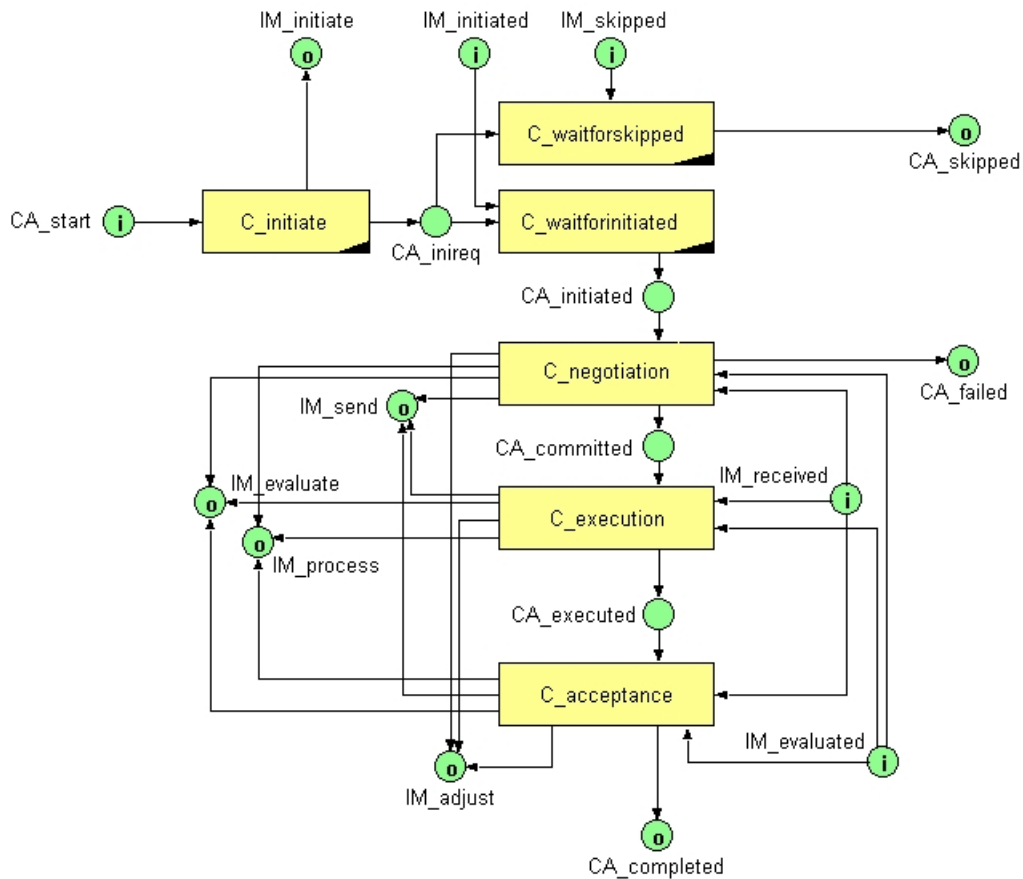 IM_initiate
IM_initiated
IM_skipped
o
i
i
C_waitforskipped
o
CA_skipped
CA_start
i
C_initiate
C_waitforinitiated
CA_inireq
CA_initiated
C_negotiation
o
CA_failed
IM_send
o
CA_committed
IM_received
i
IM_evaluate
o
C_execution
o
IM_process
CA_executed
C_acceptance
IM_evaluated
i
o
IM_adjust
o
CA_completed